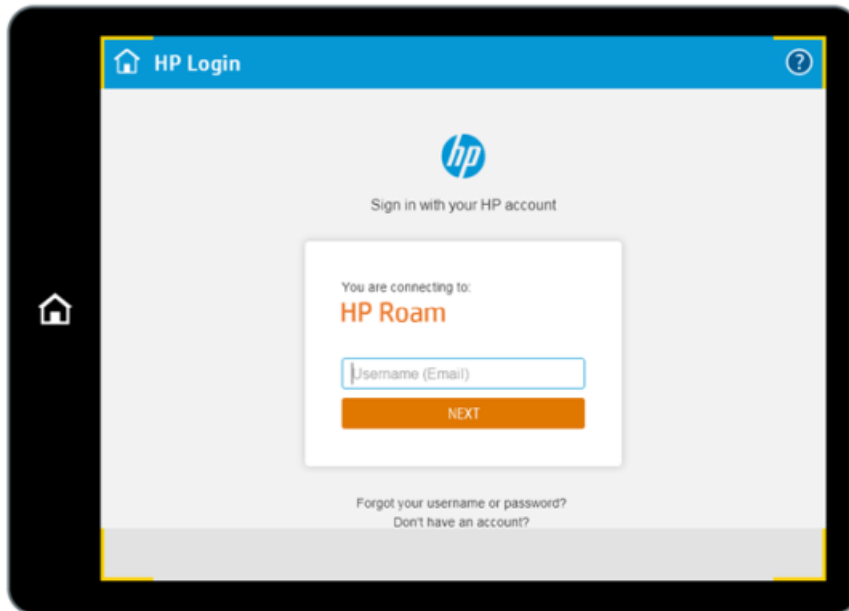 HP Login
?
hp
Sign in with your HP account
You are connecting to:
HP Roam
Username (Email)
NEXT
Forgot your username or password?
Don't have an account?